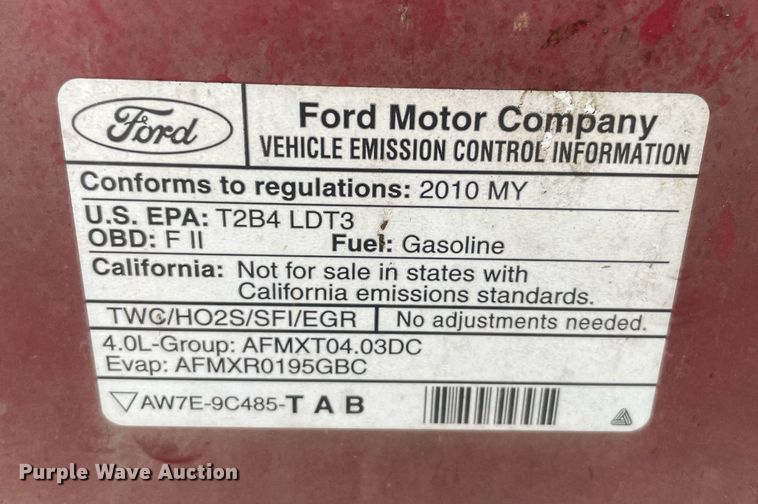 Ford
Ford Motor Company
VEHICLE EMISSION CONTROL INFORMATION
Conforms to regulations: 2010 MY
U.S. EPA: T2B4 LDT3
OBD: F II Fuel: Gasoline
California: Not for sale in states with
California emissions standards.
TWC/HO2S/SFI/EGR No adjustments needed.
4.0L-Group: AFMXT04.03DC
Evap: AFMXR0195GBC
AW7E-9C485-T A B
Purple Wave Auction